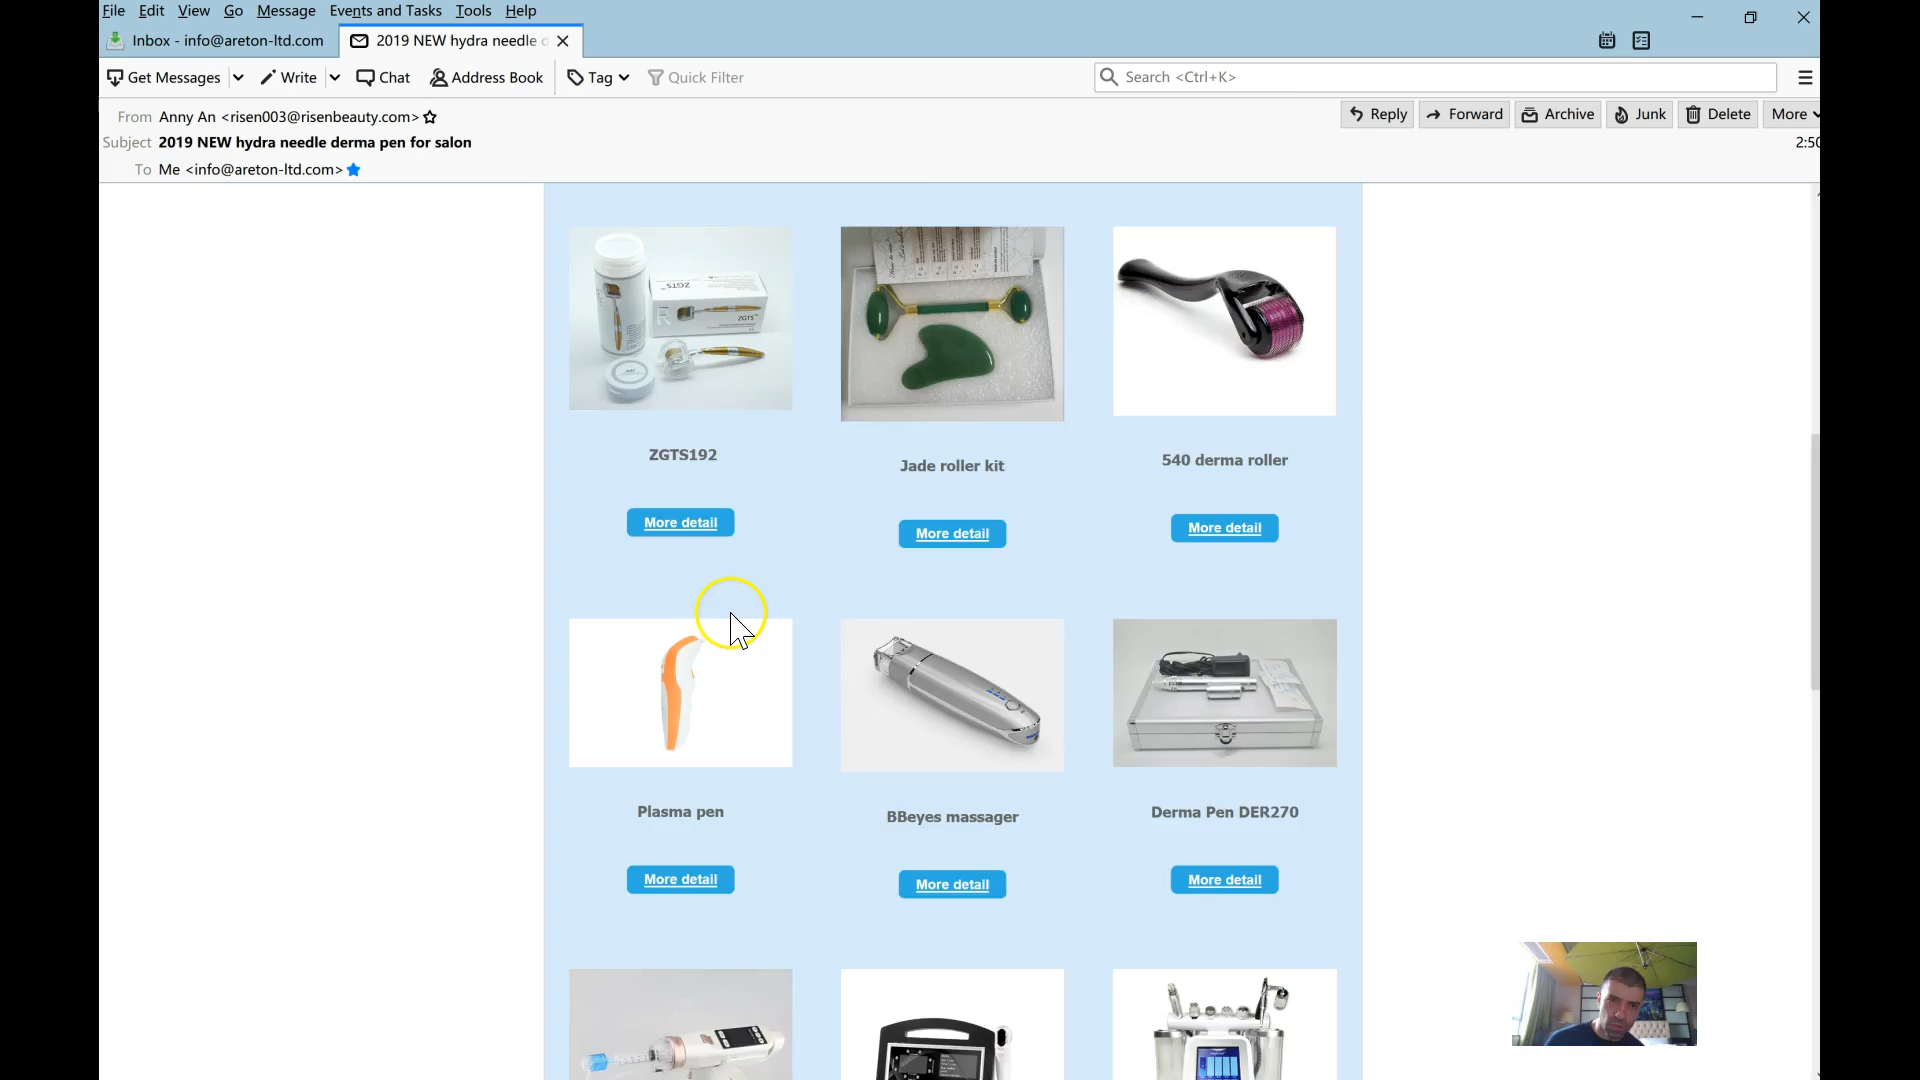 File Edit View Go Message Events and Tasks Tools Help
Inbox - info@areton-ltd.com 2019 NEW hydra needle d
Get Messages Write Chat Address Book Tag Quick Filter Search <Ctrl+K>
From Anny An <risen003@risenbeauty.com> Reply Forward Archive Junk Delete More
Subject 2019 NEW hydra needle derma pen for salon 2:50
To Me <info@areton-ltd.com>
ZGTS
ZGTS
ZGTS192 Jade roller kit 540 derma roller
More detail More detail More detail
Plasma pen BBeyes massager Derma Pen DER270
More detail More detail More detail